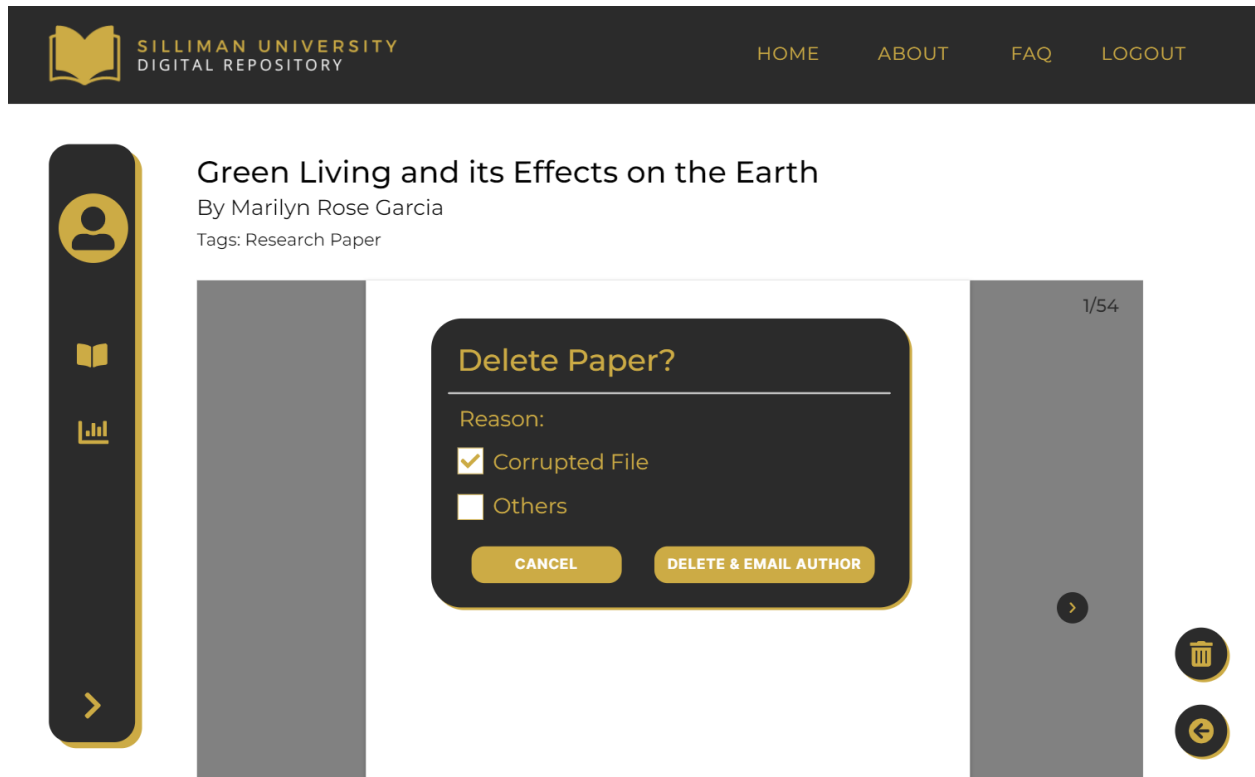 SILLIMAN UNIVERSITY
DIGITAL REPOSITORY
HOME ABOUT FAQ LOGOUT
Green Living and its Effects on the Earth
By Marilyn Rose Garcia
Tags: Research Paper
1/54
Delete Paper?
Reason:
Corrupted File
Others
CANCEL DELETE & EMAIL AUTHOR